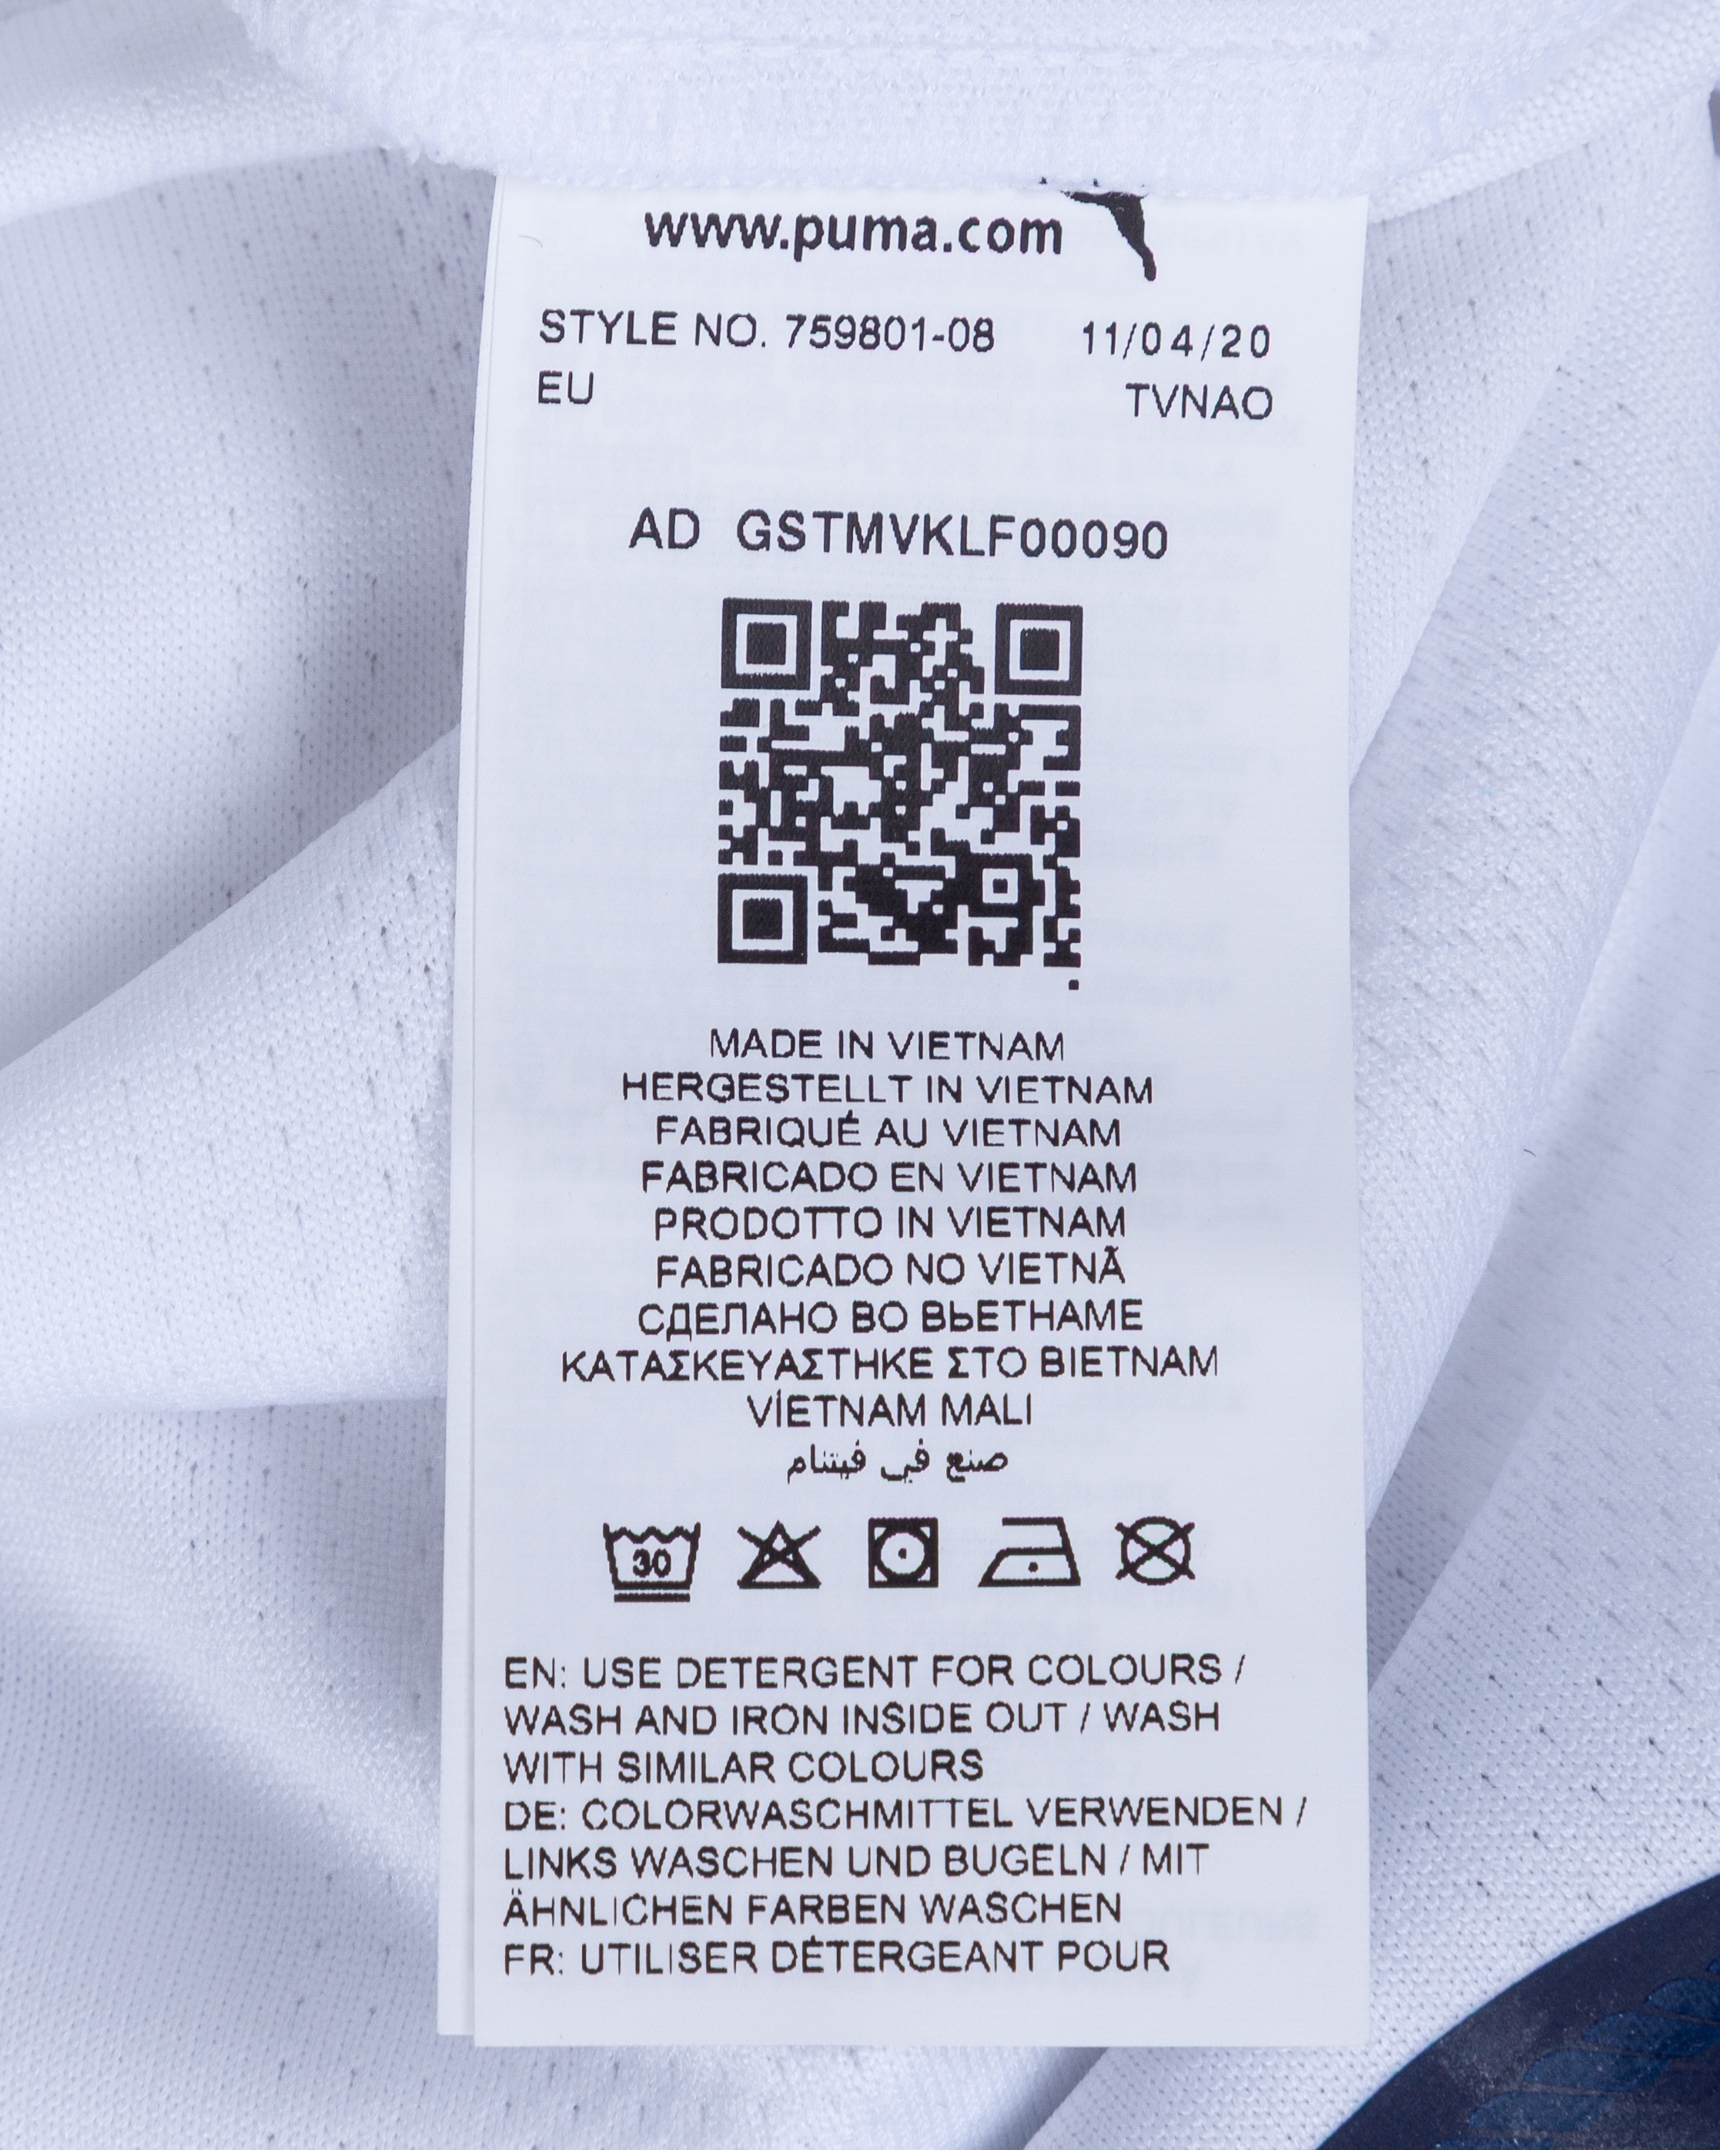 www.puma.com
STYLE NO. 759801-08 11/04/20
EU TVNAO
AD GSTMVKLF00090
MADE IN VIETNAM
HERGESTELLT IN VIETNAM
FABRIQUÉ AU VIETNAM
FABRICADO EN VIETNAM
PRODOTTO IN VIETNAM
FABRICADO NO VIETNÃ
СДЕЛАНО ВО ВЬЕТНАМЕ
ΚΑΤΑΣΚΕΥΑΣΤΗΚΕ ΣΤΟ ΒΙΕΤΝΑΜ
VİETNAM MALI
صنع في فيتنام
30
EN: USE DETERGENT FOR COLOURS /
WASH AND IRON INSIDE OUT / WASH
WITH SIMILAR COLOURS
DE: COLORWASCHMITTEL VERWENDEN /
LINKS WASCHEN UND BUGELN / MIT
ÄHNLICHEN FARBEN WASCHEN
FR: UTILISER DÉTERGEANT POUR